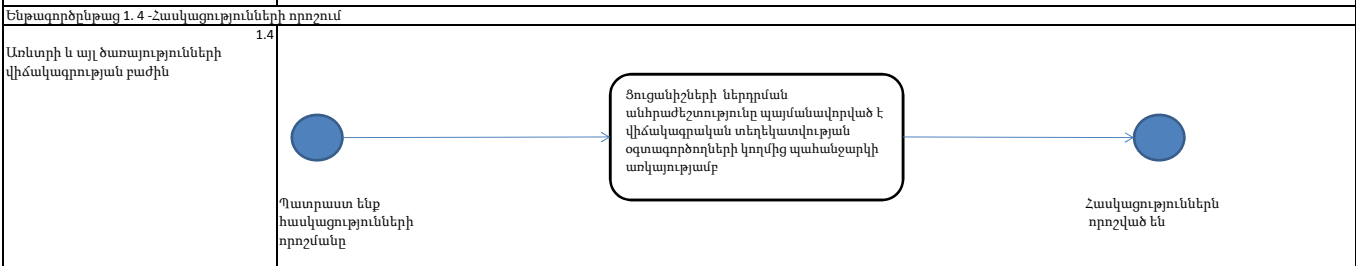 Ենթագործընթաց 1. 4 -Հասկացությունների որոշում
1.4
Առևտրի և այլ ծառայությունների
վիճակագրության բաժին
Ցուցանիշների ներդրման
անհրաժեշտությունը պայմանավորված է
վիճակագրական տեղեկատվության
օգտագործողների կողմից պահանջարկի
առկայությամբ
Պատրաստ ենք
հասկացությունների
որոշմանը
Հասկացություններն
որոշված են